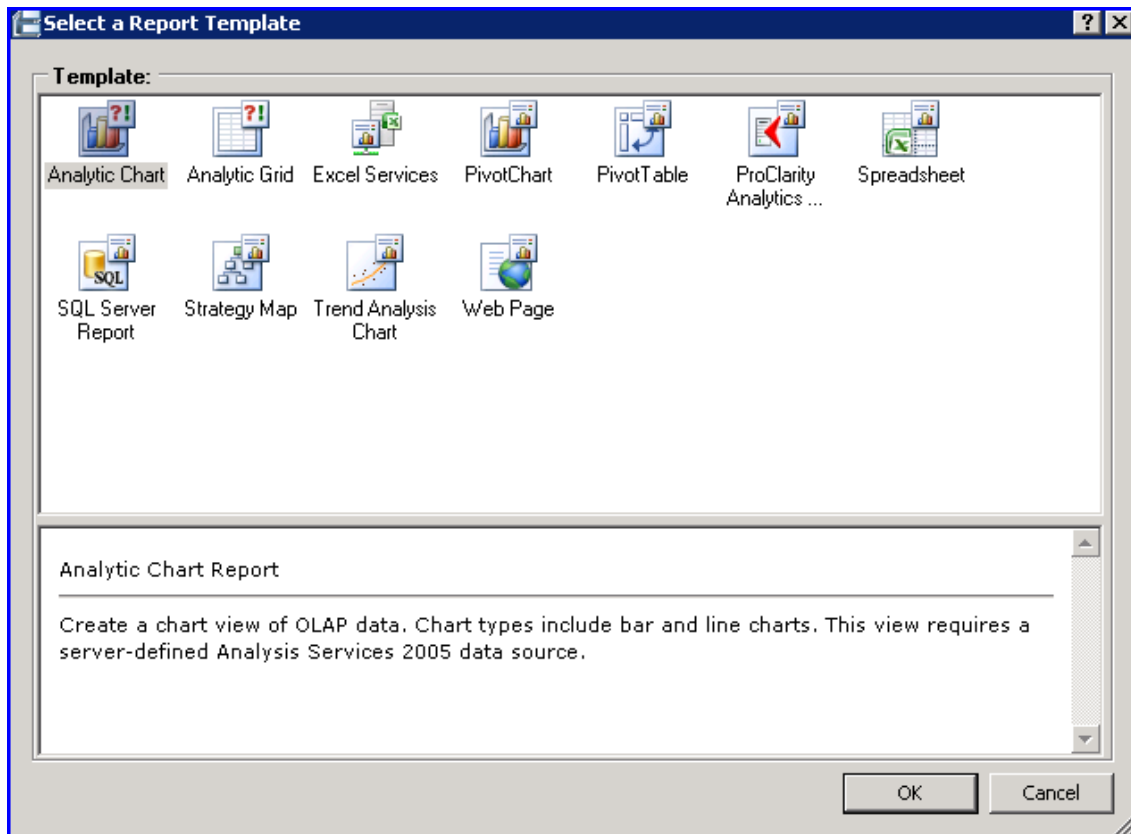 Select a Report Template
Template:
Analytic Chart
Analytic Grid
Excel Services
PivotChart
PivotTable
ProClarity
Analytics ...
Spreadsheet
SQL Server
Report
Strategy Map
Trend Analysis
Chart
Web Page
Analytic Chart Report
Create a chart view of OLAP data. Chart types include bar and line charts. This view requires a
server-defined Analysis Services 2005 data source.
OK
Cancel